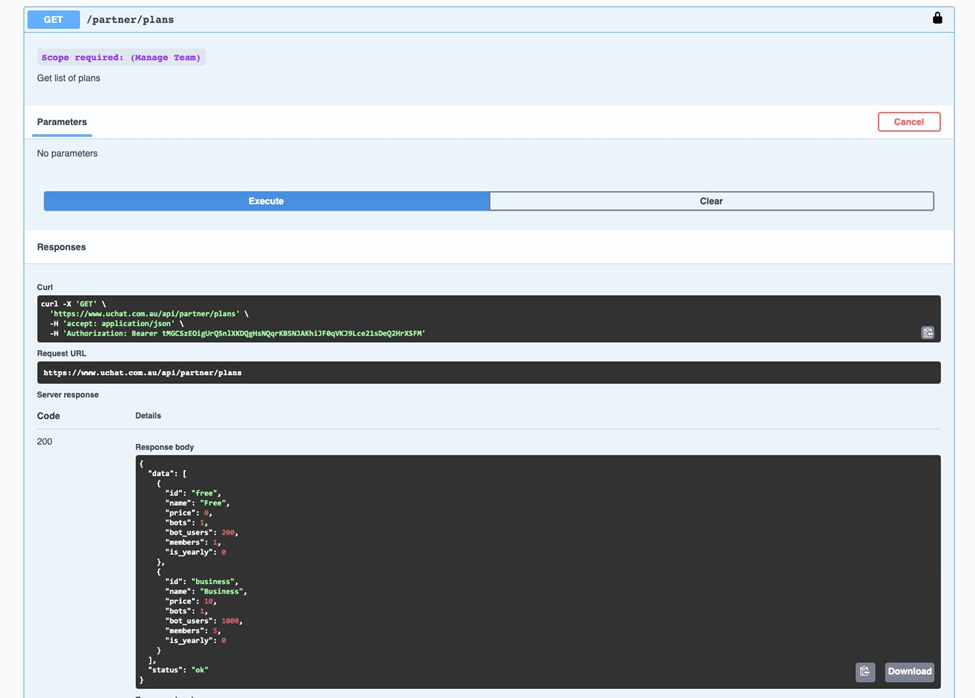 GET /partner/plans
Scope required: (Manage Team)
Get list of plans
Parameters
Cancel
No parameters
Execute
Clear
Responses
Curl
curl -X 'GET' \
'https://www.uchat.com.au/api/partner/plans' \
-H 'accept: application/json' \
-H 'Authorization: Bearer
Request URL
https://www.uchat.com.au/api/partner/plans
Server response
Code Details
200
Response body
{
"data": [
{
"id": "free",
"name": "Free",
"price": 0,
"bots": 1,
"bot_users": 200,
"members": 1,
"is_yearly": 0
},
{
"id": "business",
"name": "Business",
"price": 10,
"bots": 1,
"bot_users": 1000,
"members": 5,
"is_yearly": 0
}
],
"status": "ok"
}
Download